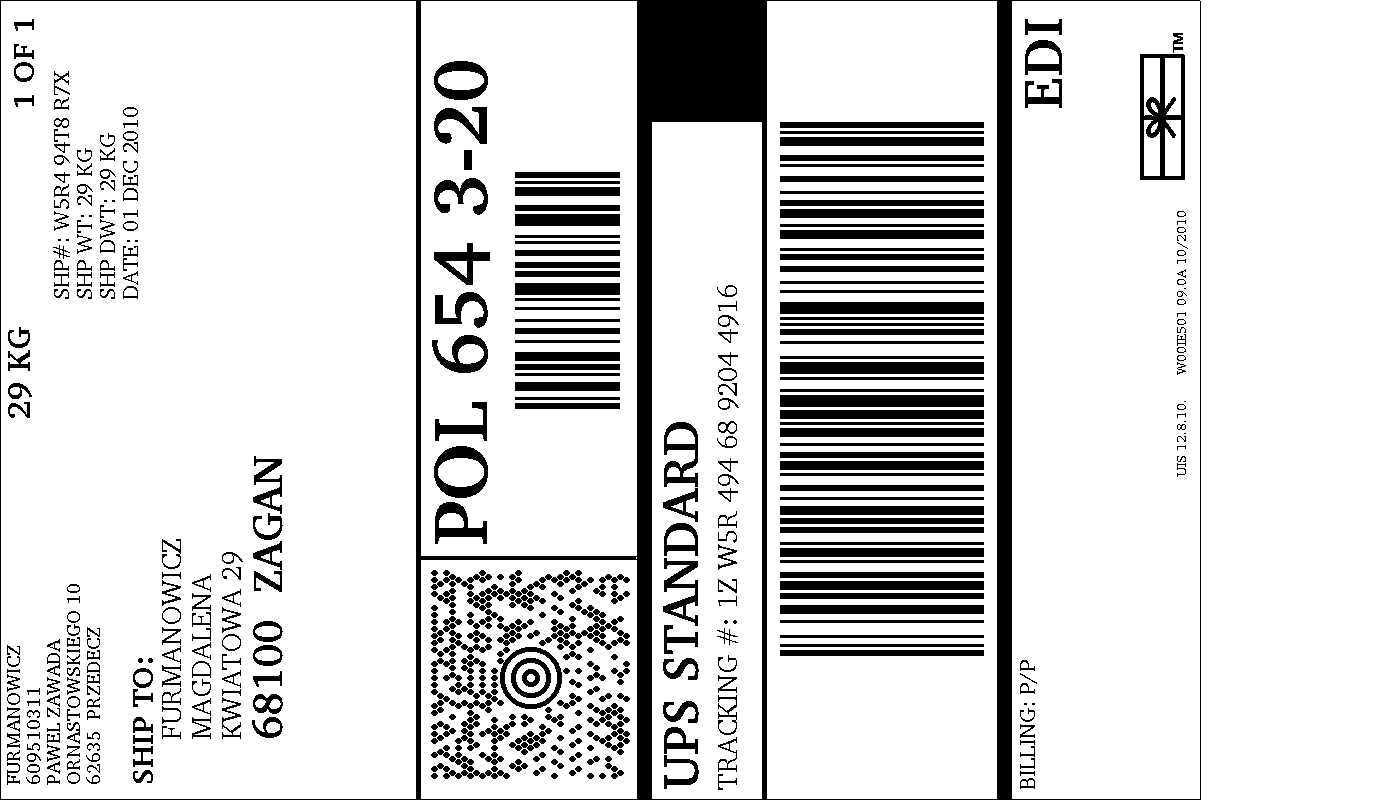 FURMANOWICZ
609510311
PAWEL ZAWADA
ORNASTOWSKIEGO 10
62635 PRZEDECZ
29 KG
1 OF 1
SHP#: W5R4 94T8 R7X
SHP WT: 29 KG
SHP DWT: 29 KG
DATE: 01 DEC 2010
SHIP TO:
FURMANOWICZ
MAGDALENA
KWIATOWA 29
68100 ZAGAN
POL 654 3-20
UPS STANDARD
TRACKING #: 1Z W5R 494 68 9204 4916
BILLING: P/P
EDI
TM
UIS 12.8.10. W00IE501 09.0A 10/2010